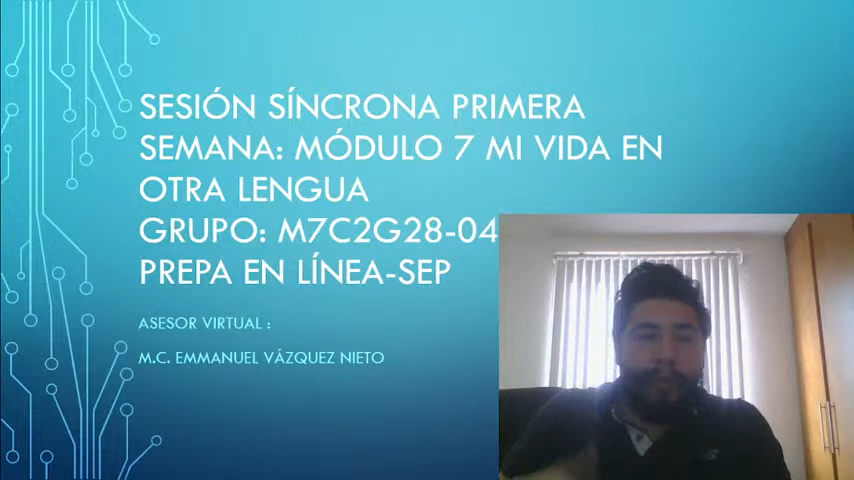 SESIÓN SÍNCRONA PRIMERA
SEMANA: MÓDULO 7 MI VIDA EN
OTRA LENGUA
GRUPO: M7C2G28-04
PREPA EN LÍNEA-SEP
ASESOR VIRTUAL :
M.C. EMMANUEL VÁZQUEZ NIETO